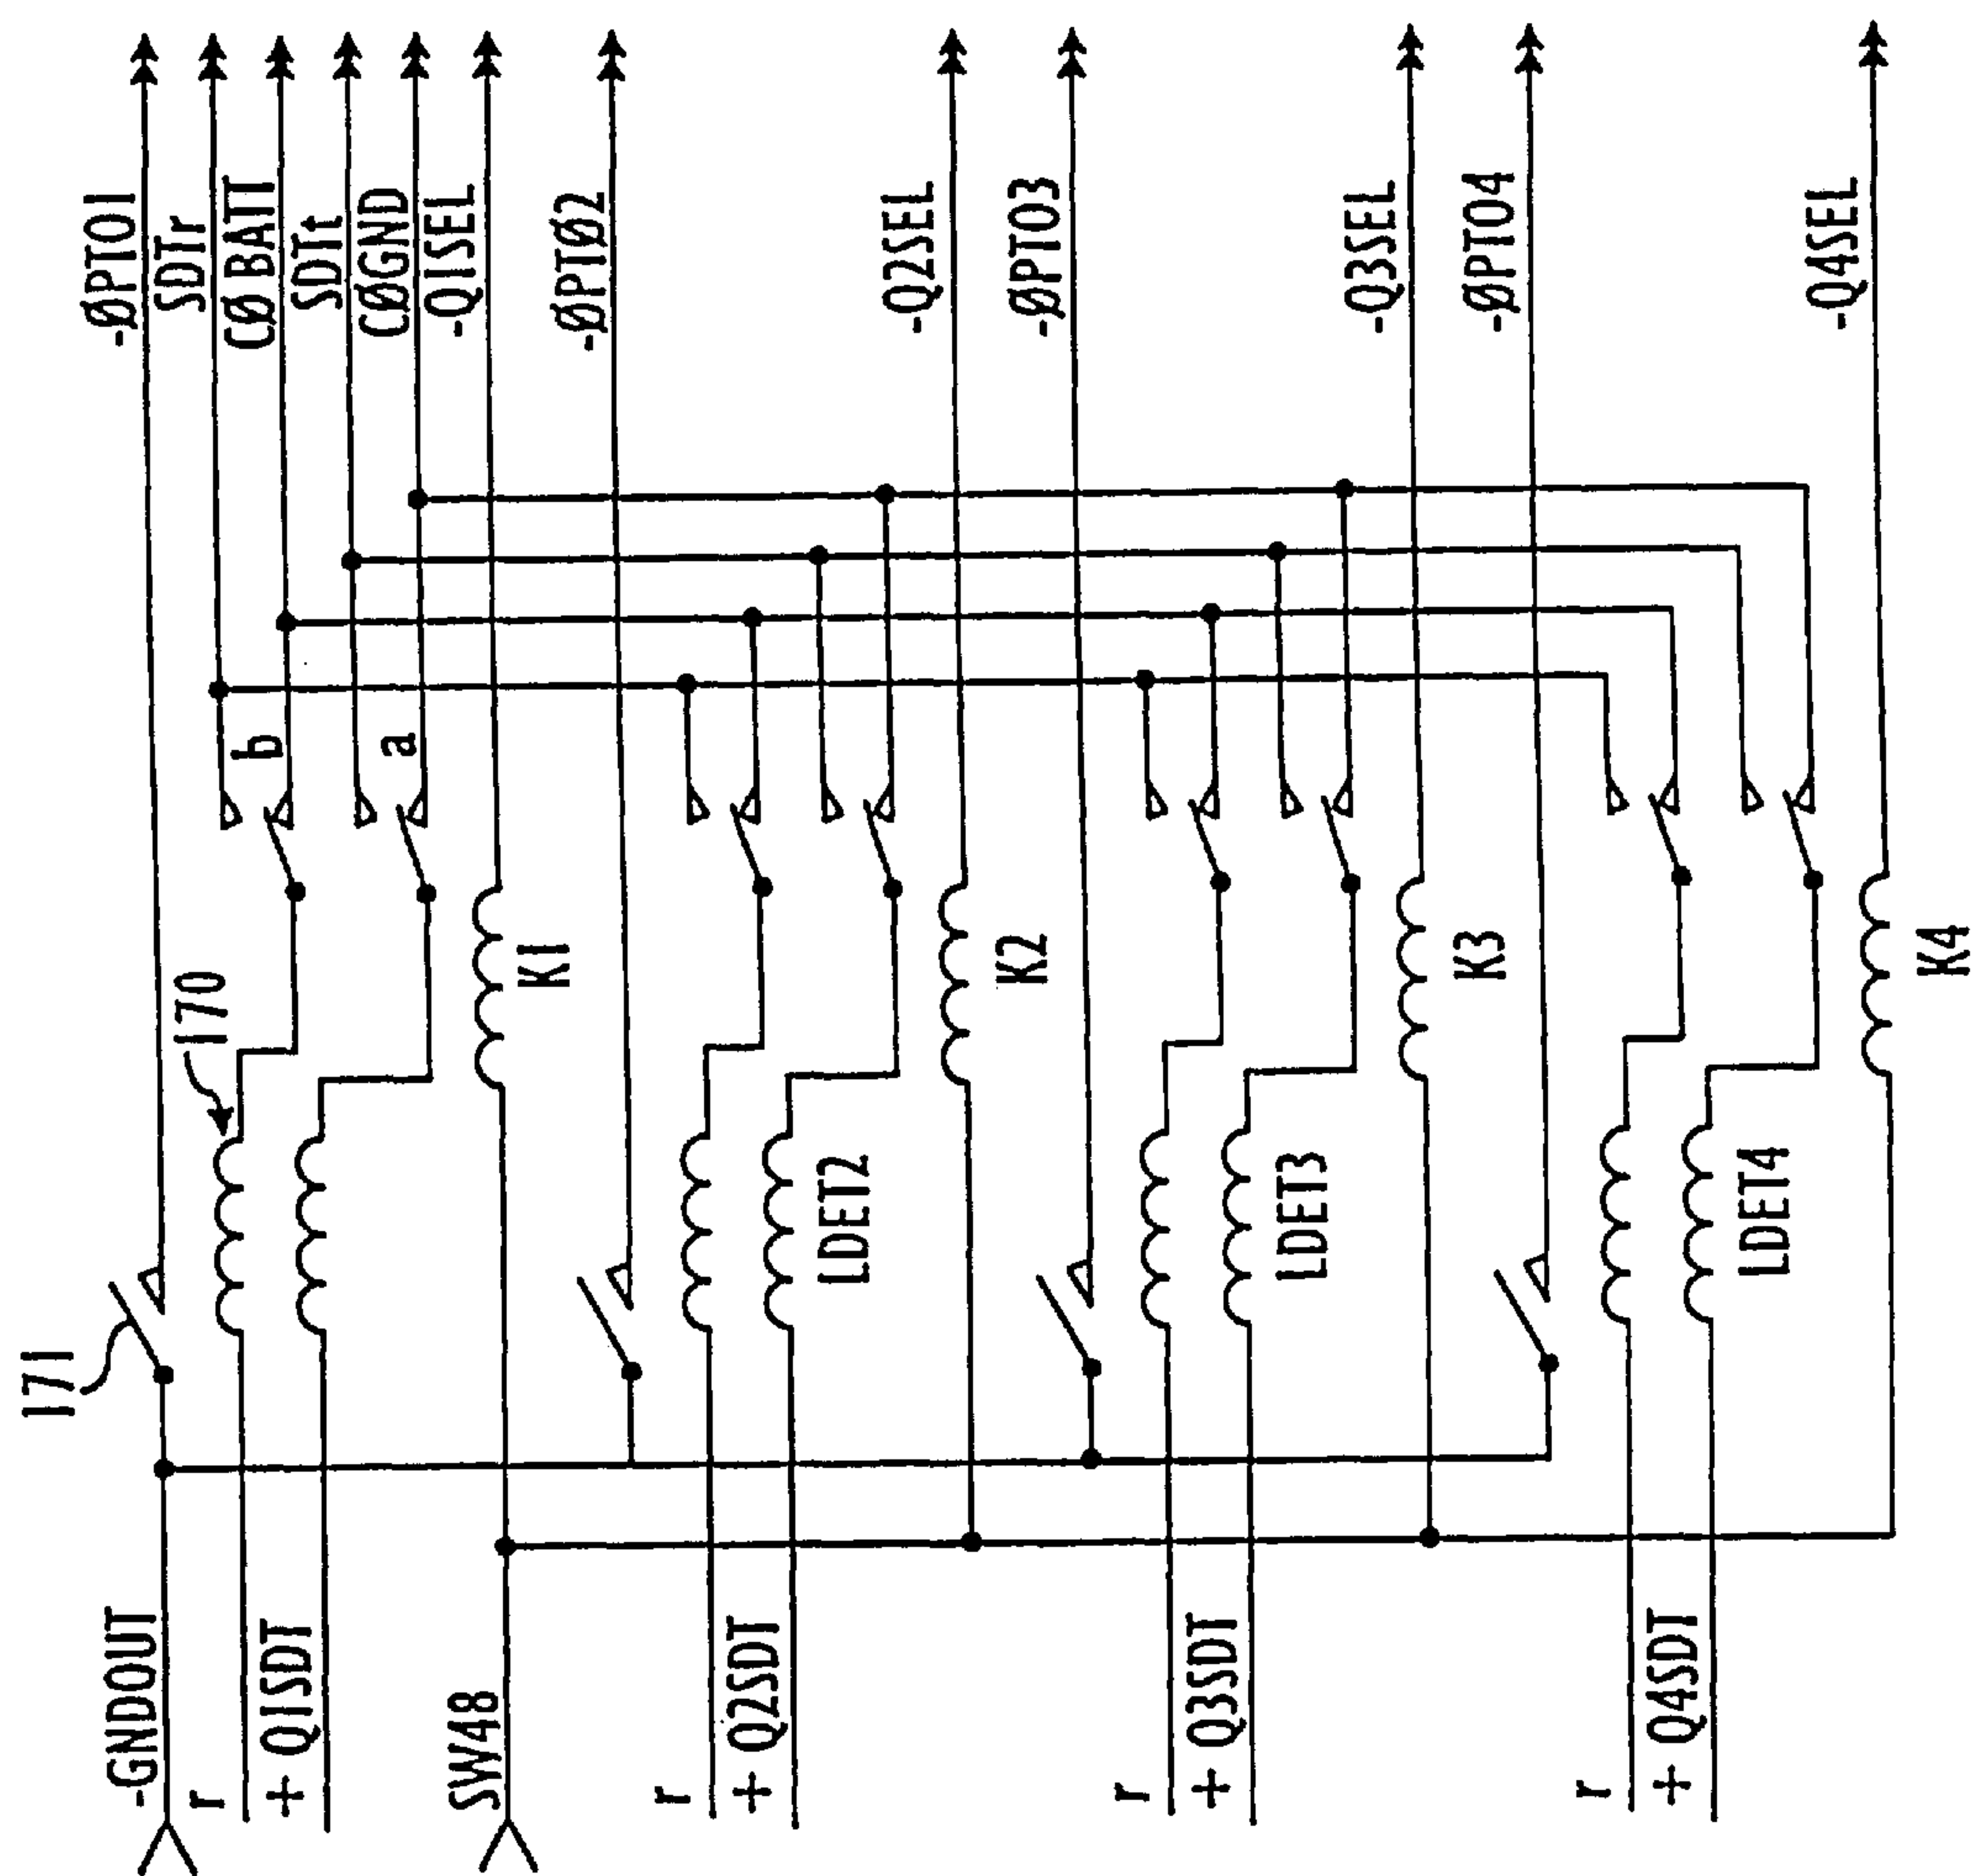 171
-GNDOUT
-ØPTO1
r
170
SDTr
CØBATT
b
+ Q1SDT
SDTt
a
CØGND
SW48
-Q1SEL
K1
-ØPTØ2
r
+ Q2SDT
LDET2
-Q2SEL
K2
-ØPTO3
r
+ Q3SDT
LDET3
-Q3SEL
K3
-ØPTO4
r
+ Q4SDT
LDET4
-Q4SEL
K4